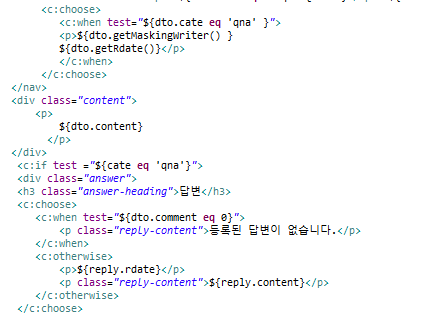 <c:choose>
<c:when test="${dto.cate eq 'qna' }">
<p>${dto.getMaskingWriter() }
${dto.getRdate()}</p>
</c:when>
</c:choose>
</nav>
<div class="content">
<p>
${dto.content}
</p>
</div>
<c:if test ="${cate eq 'qna'}">
<div class="answer">
<h3 class="answer-heading">답변</h3>
<c:choose>
<c:when test="${dto.comment eq 0}">
<p class="reply-content">등록된 답변이 없습니다.</p>
</c:when>
<c:otherwise>
<p>${reply.rdate}</p>
<p class="reply-content">${reply.content}</p>
</c:otherwise>
</c:choose>